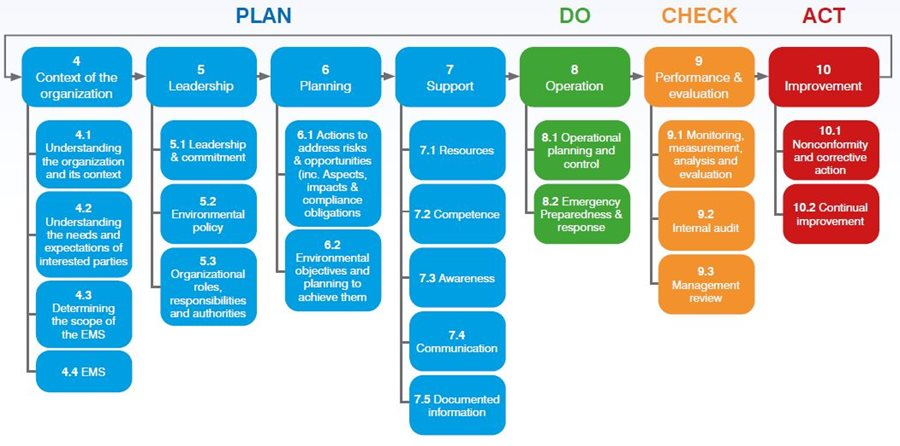 PLAN
DO
CHECK
ACT
4
Context of the
organization
5
Leadership
6
Planning
7
Support
8
Operation
9
Performance &
evaluation
10
Improvement
4.1
Understanding
the organization
and its context
4.2
Understanding
the needs and
expectations of
interested parties
4.3
Determining
the scope of
the EMS
4.4 EMS
5.1 Leadership
& commitment
5.2
Environmental
policy
5.3
Organizational
roles,
responsibilities
and authorities
6.1 Actions to
address risks
& opportunities
(inc. Aspects,
impacts &
compliance
obligations
6.2
Environmental
objectives and
planning to
achieve them
7.1 Resources
7.2 Competence
7.3 Awareness
7.4
Communication
7.5 Documented
information
8.1 Operational
planning and
control
8.2 Emergency
Preparedness &
response
9.1 Monitoring,
measurement,
analysis and
evaluation
9.2
Internal audit
9.3
Management
review
10.1
Nonconformity
and corrective
action
10.2 Continual
improvement